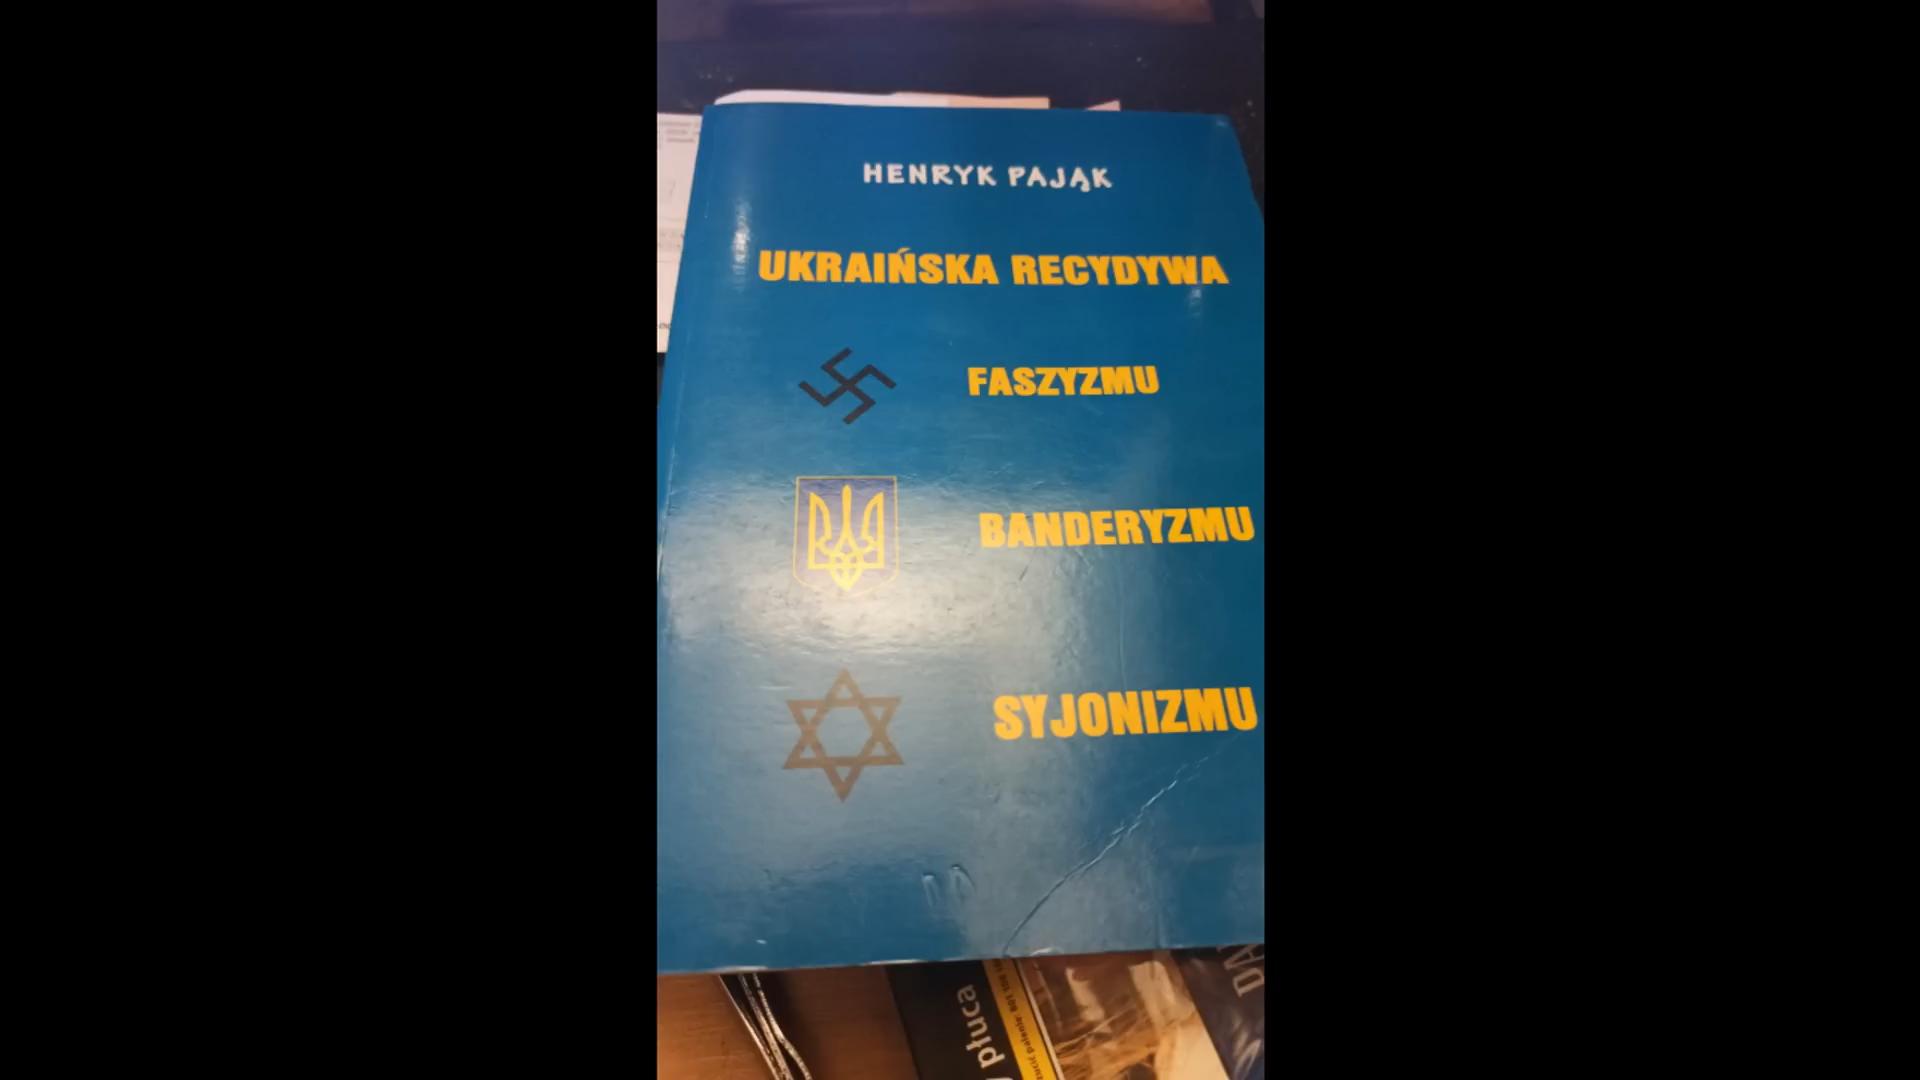 HENRYK PAJĄK
UKRAIŃSKA RECYDYWA
FASZYZMU
BANDERYZMU
SYJONIZMU
płuca